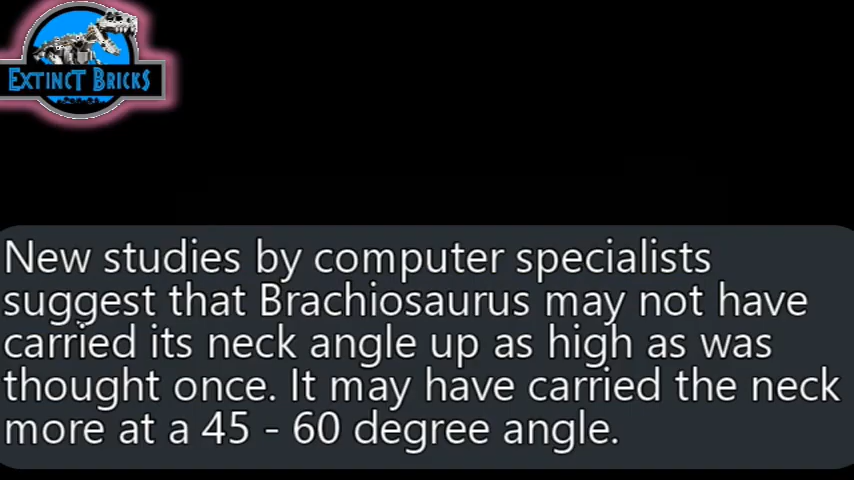 EXTINCT BRICKS
New studies by computer specialists
suggest that Brachiosaurus may not have
carried its neck angle up as high as was
thought once. It may have carried the neck
more at a 45 - 60 degree angle.